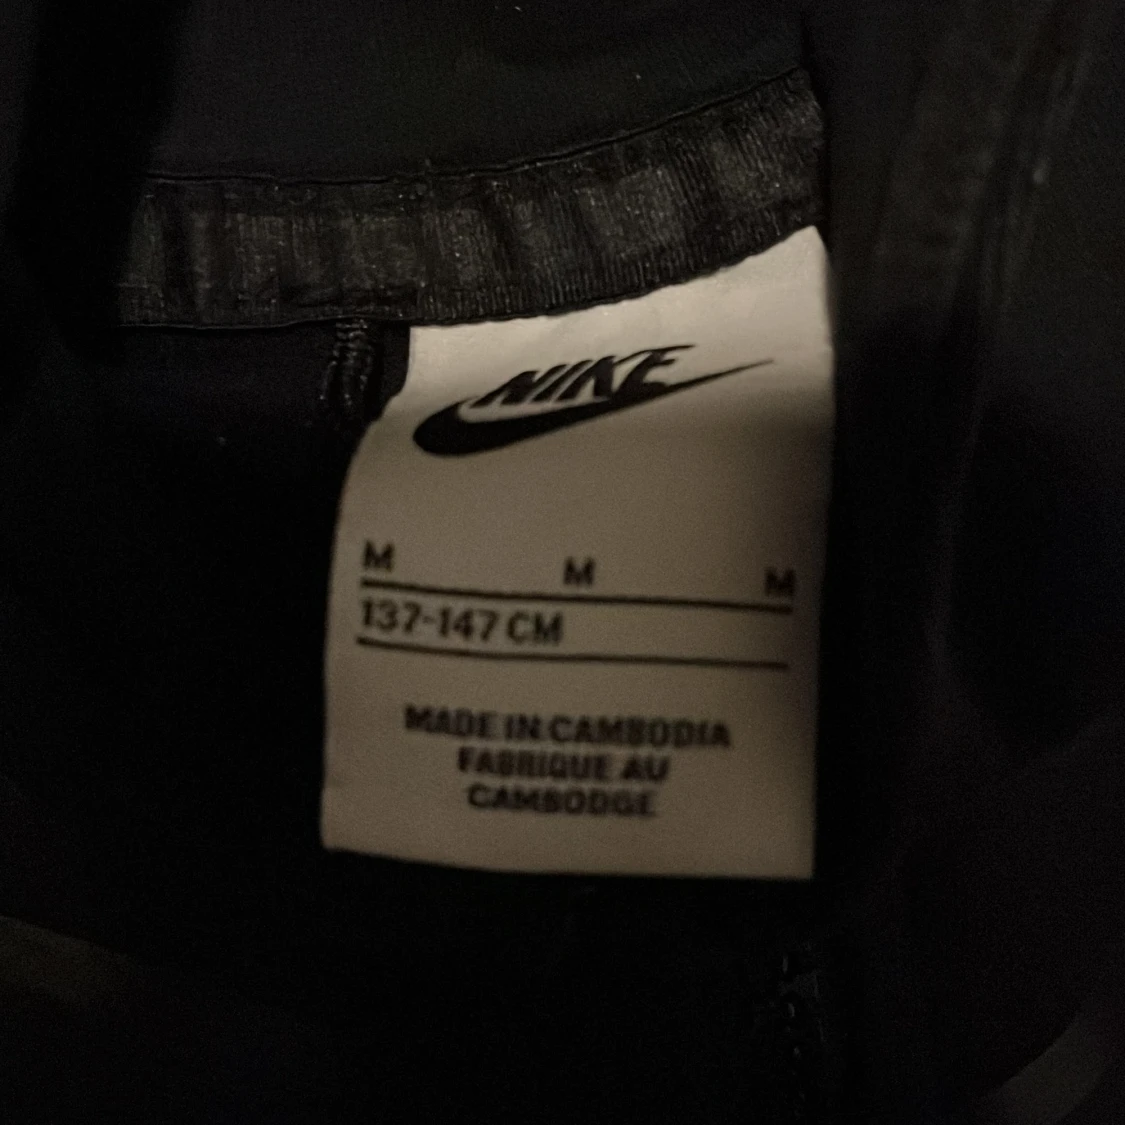 NIKE
M M M
137-147 CM
MADE IN CAMBODIA
FABRIQUE AU
CAMBODGE